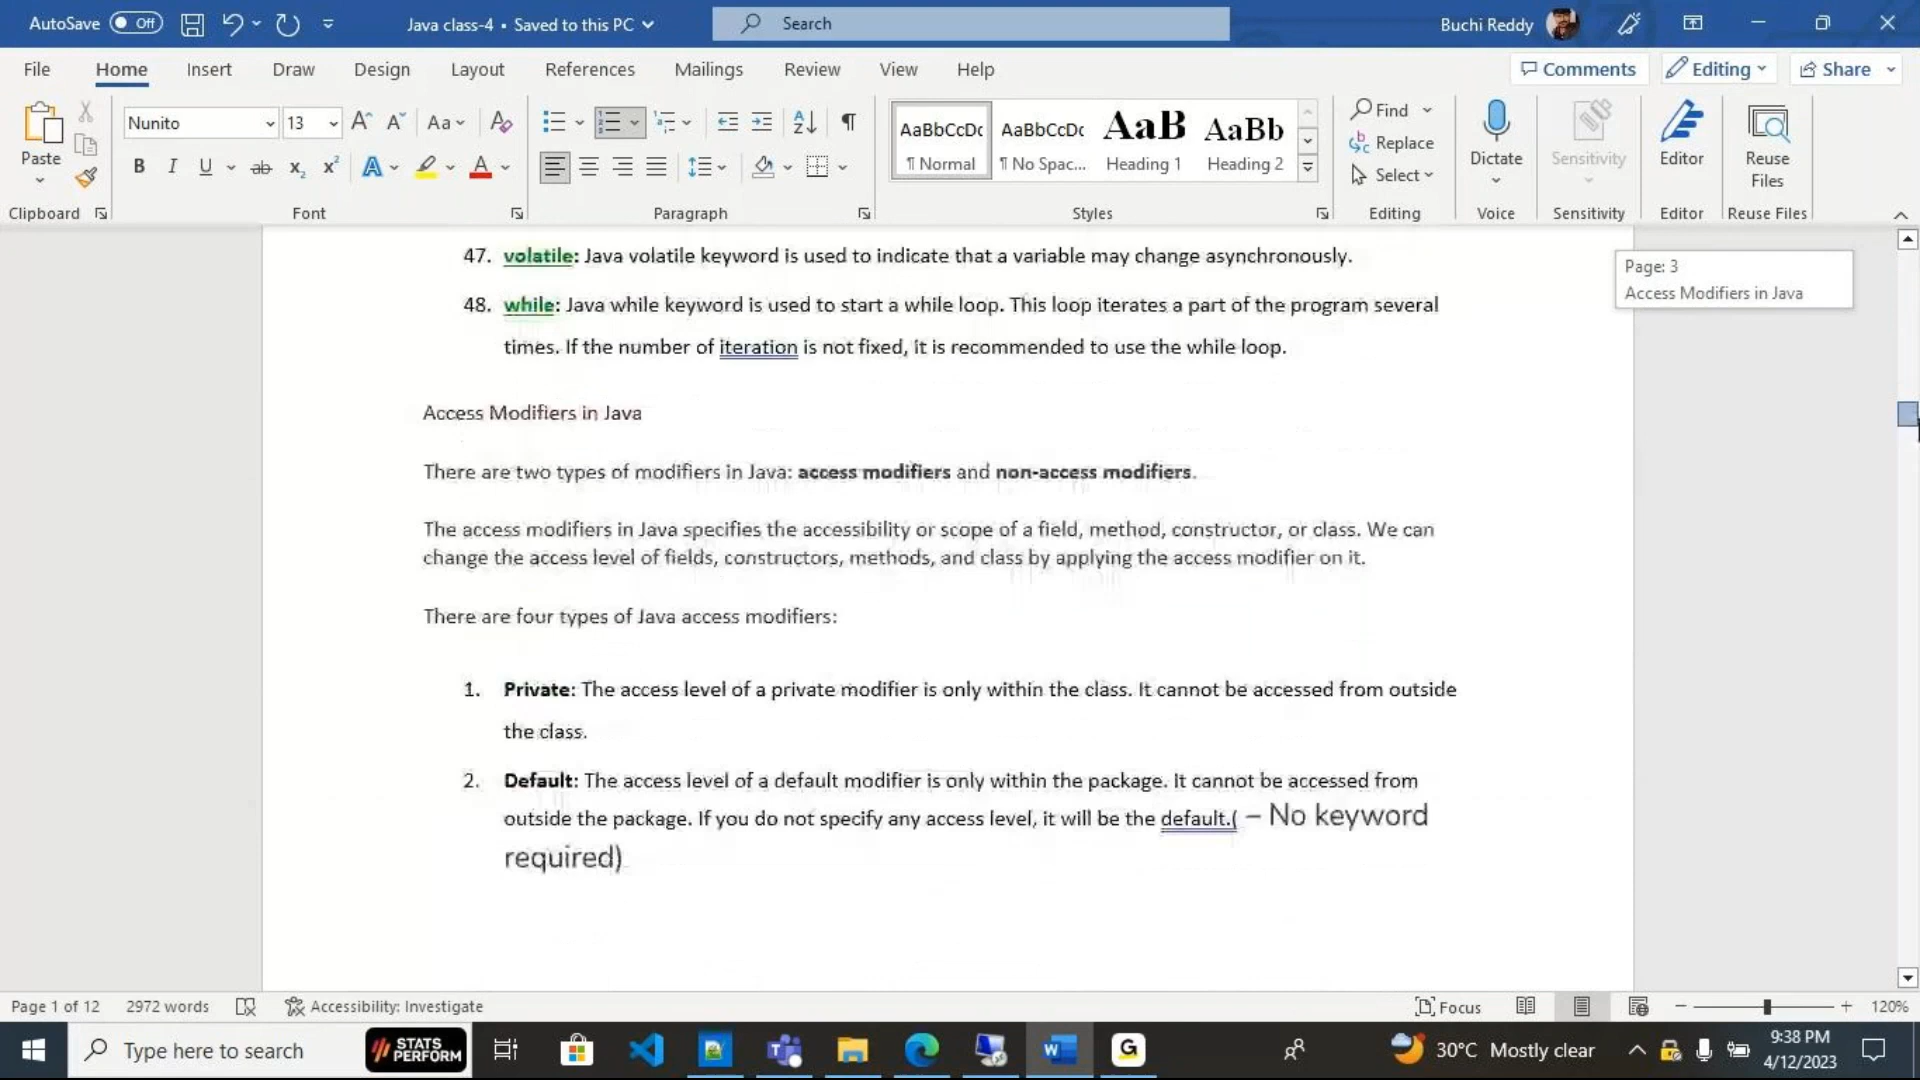 AutoSave Off Java class-4 • Saved to this PC Search Buchi Reddy
File Home Insert Draw Design Layout References Mailings Review View Help Comments Editing Share
Nunito 13 Aa AaBbCcDc AaBbCcDc AaB AaBb Find
Paste ¶ Normal ¶ No Spac... Heading 1 Heading 2 Replace Dictate Sensitivity Editor Reuse Files
B I U ab x₂ x² A A Select
Clipboard Font Paragraph Styles Editing Voice Sensitivity Editor Reuse Files
47. volatile: Java volatile keyword is used to indicate that a variable may change asynchronously.
Page: 3
Access Modifiers in Java
48. while: Java while keyword is used to start a while loop. This loop iterates a part of the program several
times. If the number of iteration is not fixed, it is recommended to use the while loop.
Access Modifiers in Java
There are two types of modifiers in Java: access modifiers and non-access modifiers.
The access modifiers in Java specifies the accessibility or scope of a field, method, constructor, or class. We can
change the access level of fields, constructors, methods, and class by applying the access modifier on it.
There are four types of Java access modifiers:
1. Private: The access level of a private modifier is only within the class. It cannot be accessed from outside
the class.
2. Default: The access level of a default modifier is only within the package. It cannot be accessed from
outside the package. If you do not specify any access level, it will be the default.( – No keyword
required)
Page 1 of 12 2972 words Accessibility: Investigate Focus 120%
Type here to search STATS PERFORM 30°C Mostly clear 9:38 PM
4/12/2023